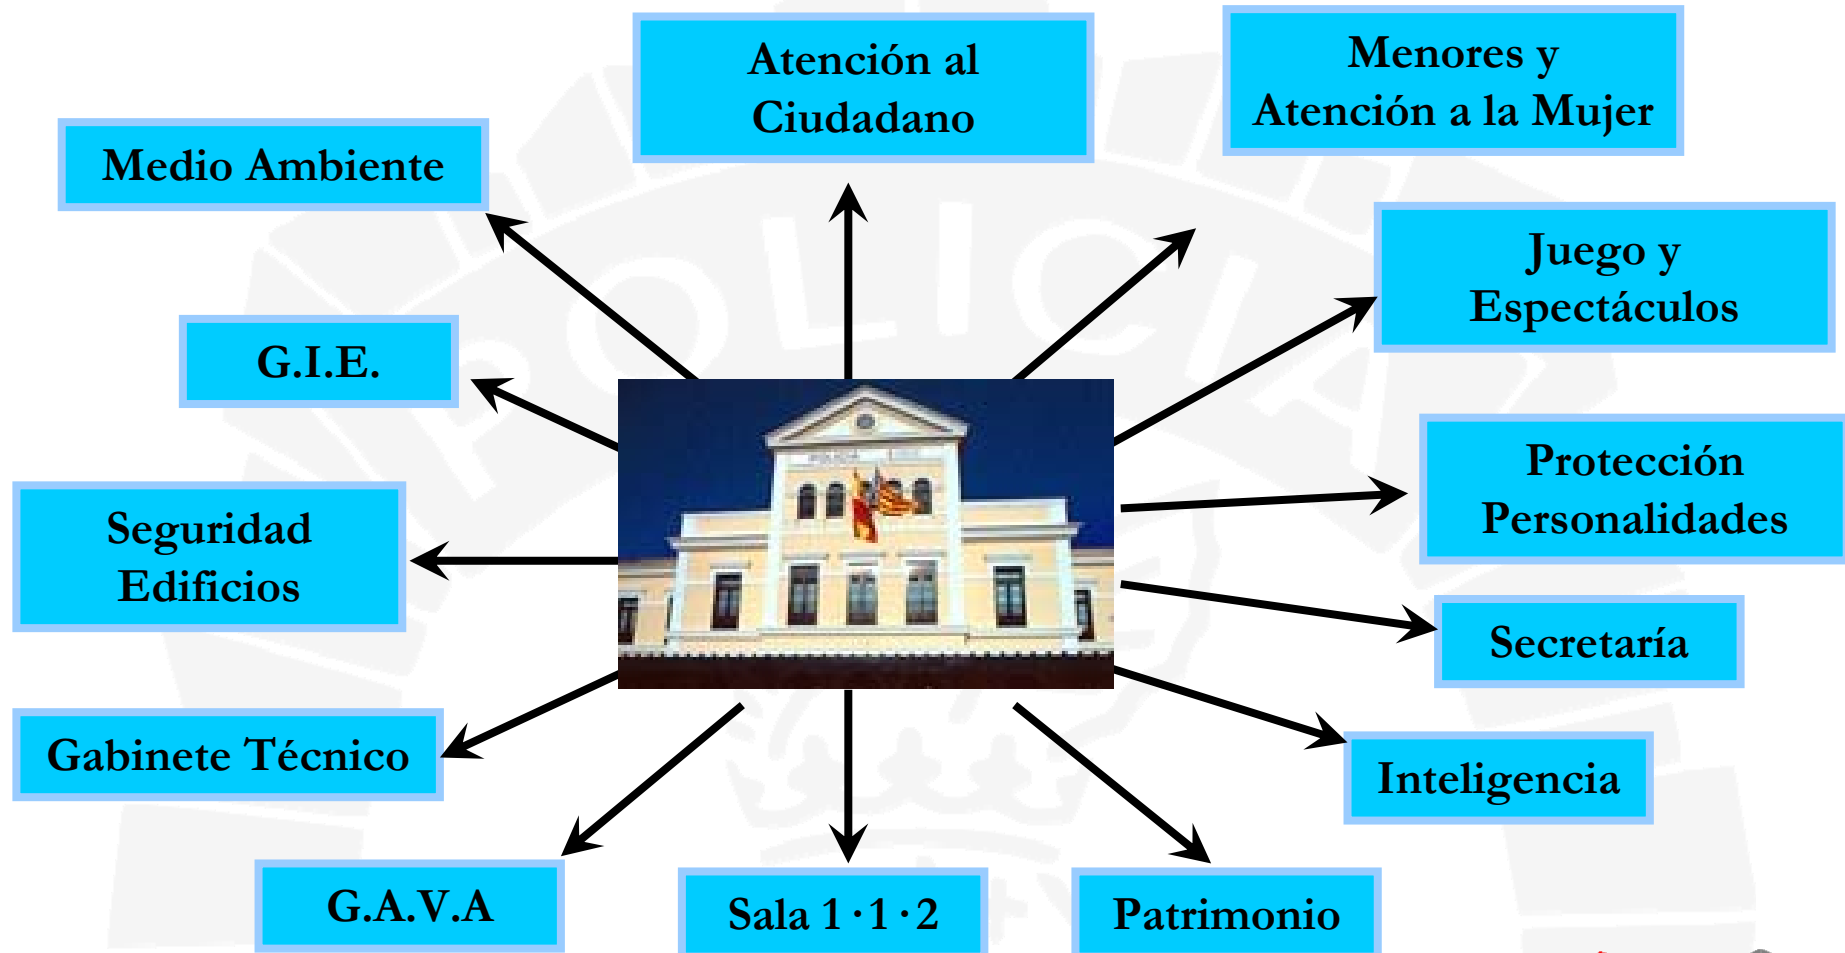 Atención al
Ciudadano
Menores y
Atención a la Mujer
Medio Ambiente
Juego y
Espectáculos
G.I.E.
Protección
Personalidades
Seguridad
Edificios
Secretaría
Gabinete Técnico
Inteligencia
G.A.V.A
Sala 1·1·2
Patrimonio
POLICIA